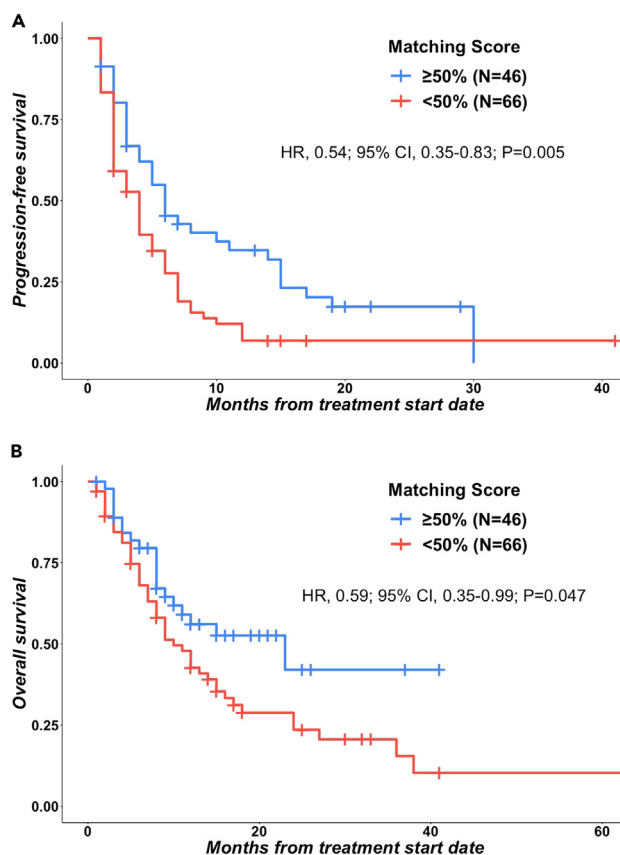 A
Progression-free survival
1.00
0.75
0.50
0.25
0.00
Matching Score
≥50% (N=46)
<50% (N=66)
HR, 0.54; 95% CI, 0.35-0.83; P=0.005
0 10 20 30 40
Months from treatment start date
B
Overall survival
1.00
0.75
0.50
0.25
0.00
Matching Score
≥50% (N=46)
<50% (N=66)
HR, 0.59; 95% CI, 0.35-0.99; P=0.047
0 20 40 60
Months from treatment start date